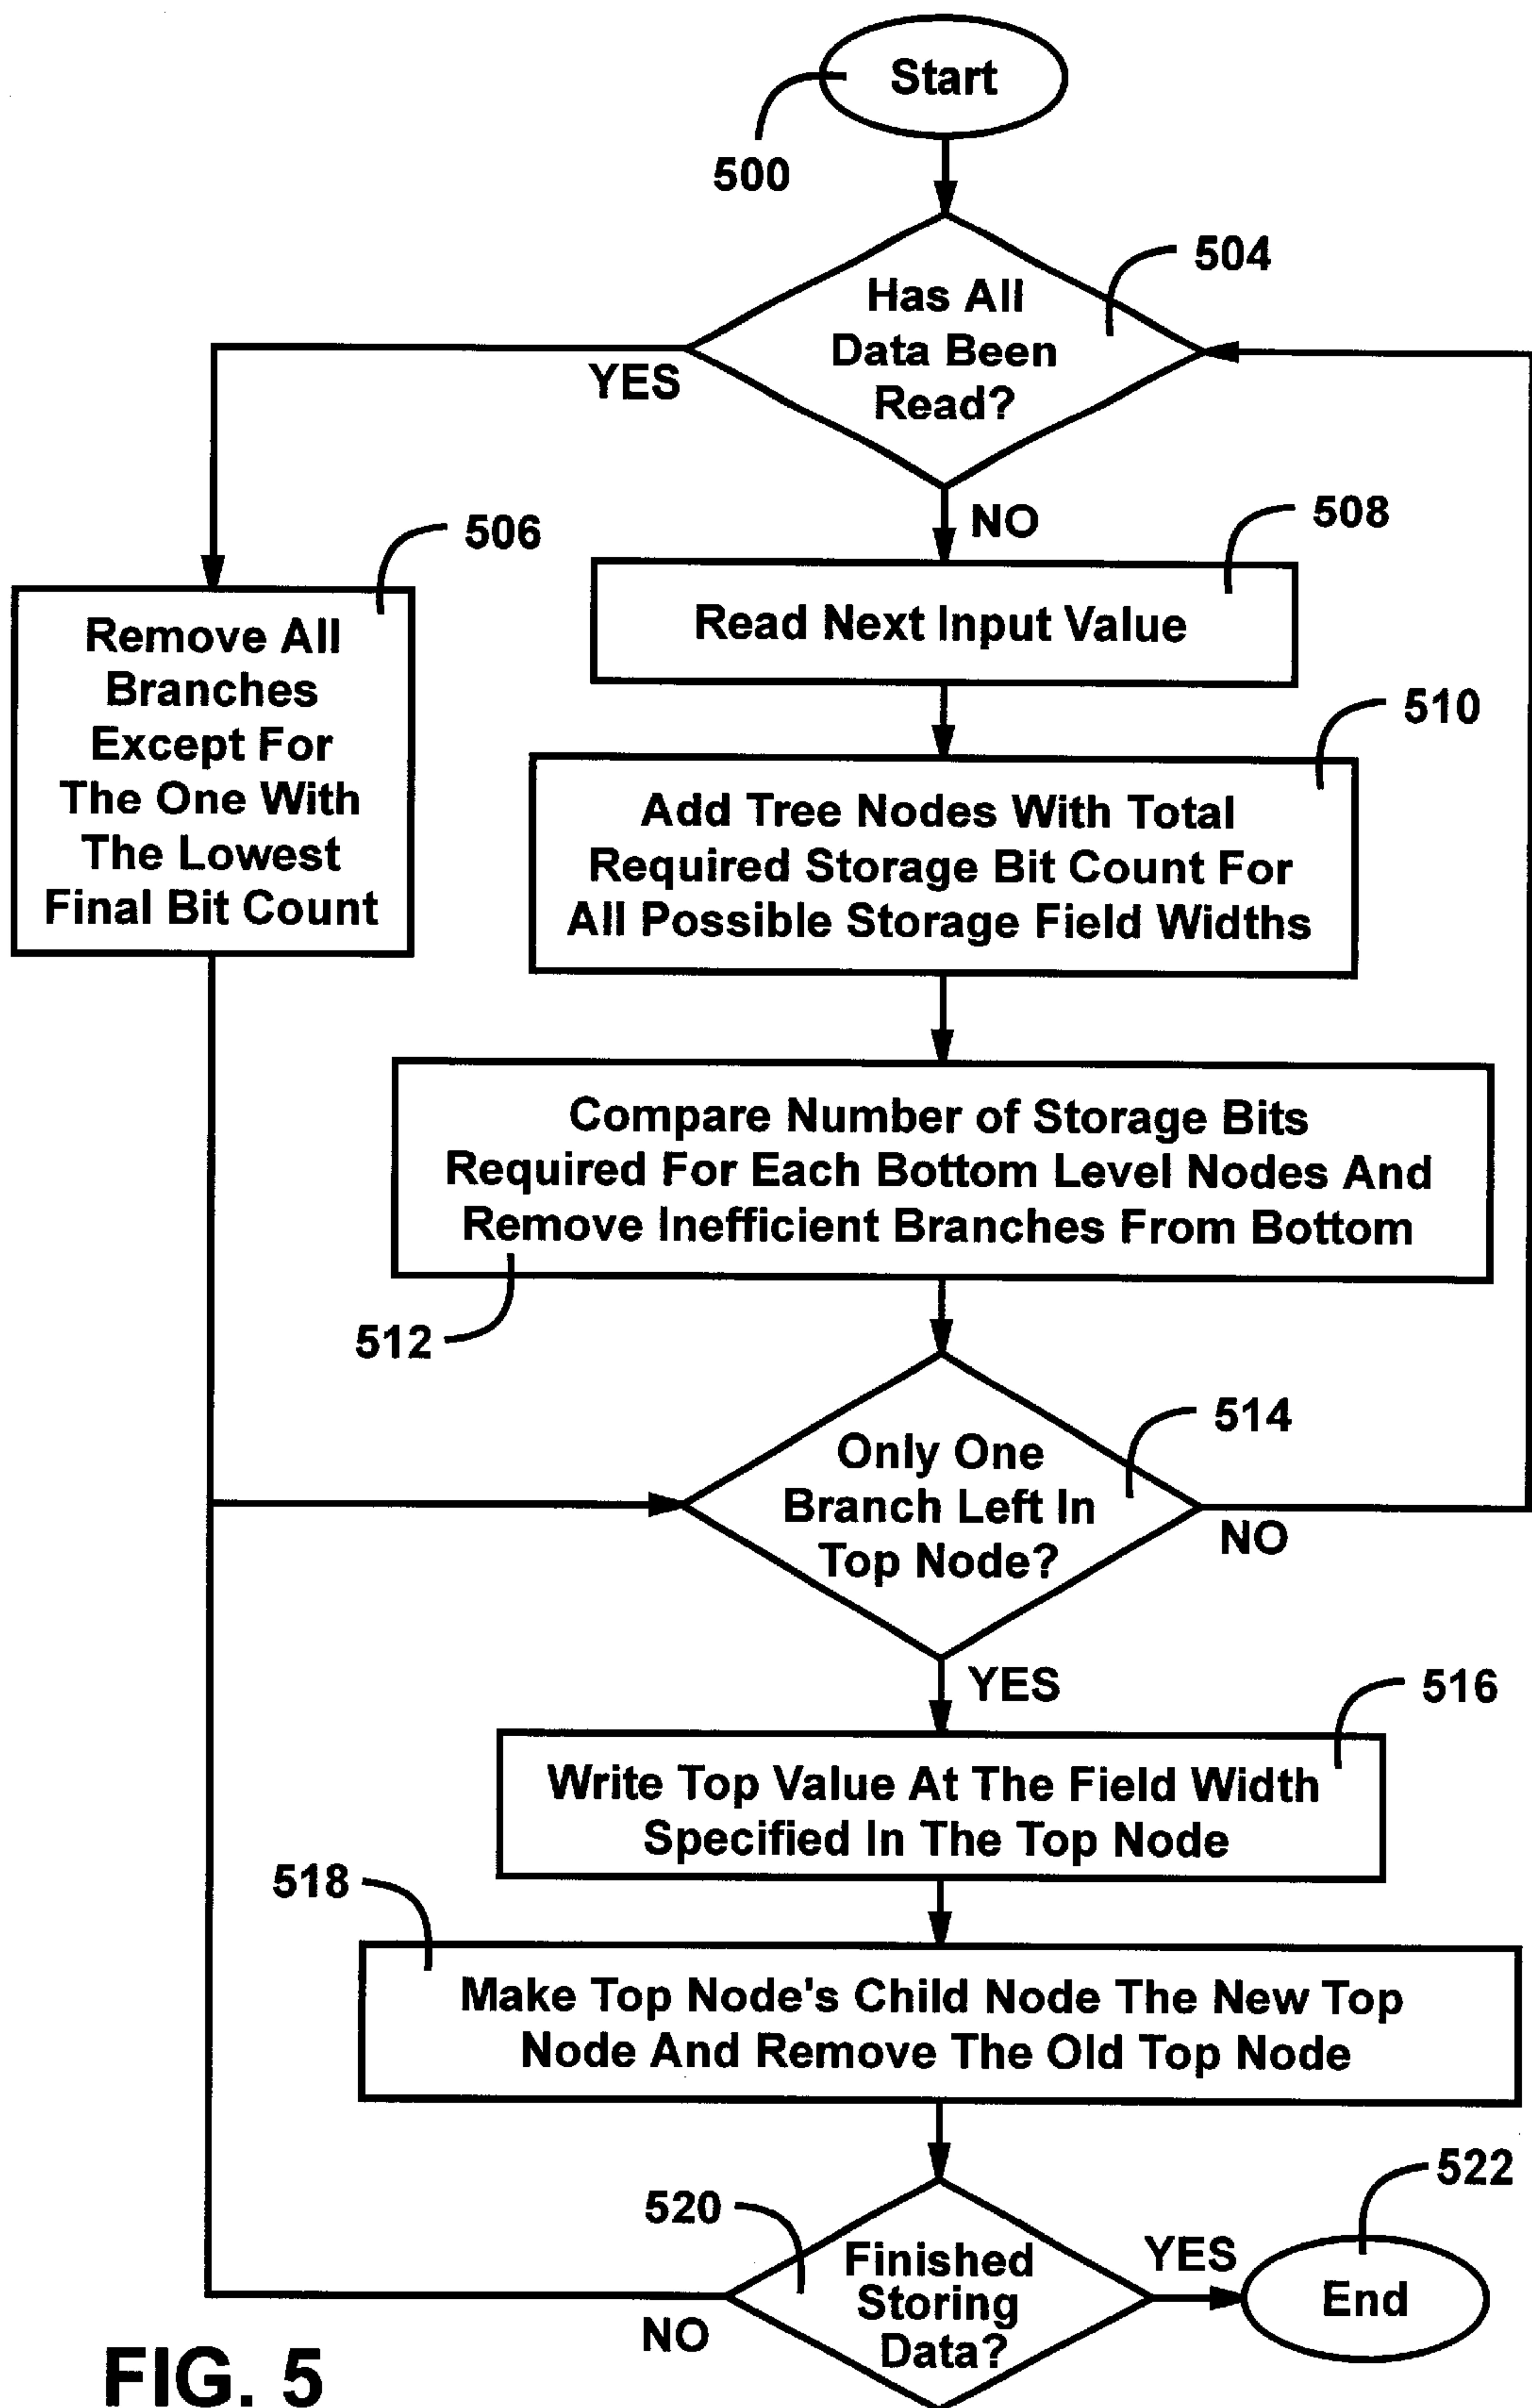 Start
500
504
Has All
Data Been
Read?
YES
NO
508
506
Read Next Input Value
Remove All
Branches
Except For
The One With
The Lowest
Final Bit Count
510
Add Tree Nodes With Total
Required Storage Bit Count For
All Possible Storage Field Widths
Compare Number of Storage Bits
Required For Each Bottom Level Nodes And
Remove Inefficient Branches From Bottom
512
514
Only One
Branch Left In
Top Node?
NO
YES
516
Write Top Value At The Field Width
Specified In The Top Node
518
Make Top Node's Child Node The New Top
Node And Remove The Old Top Node
522
520
Finished
Storing
Data?
YES
End
NO
FIG. 5